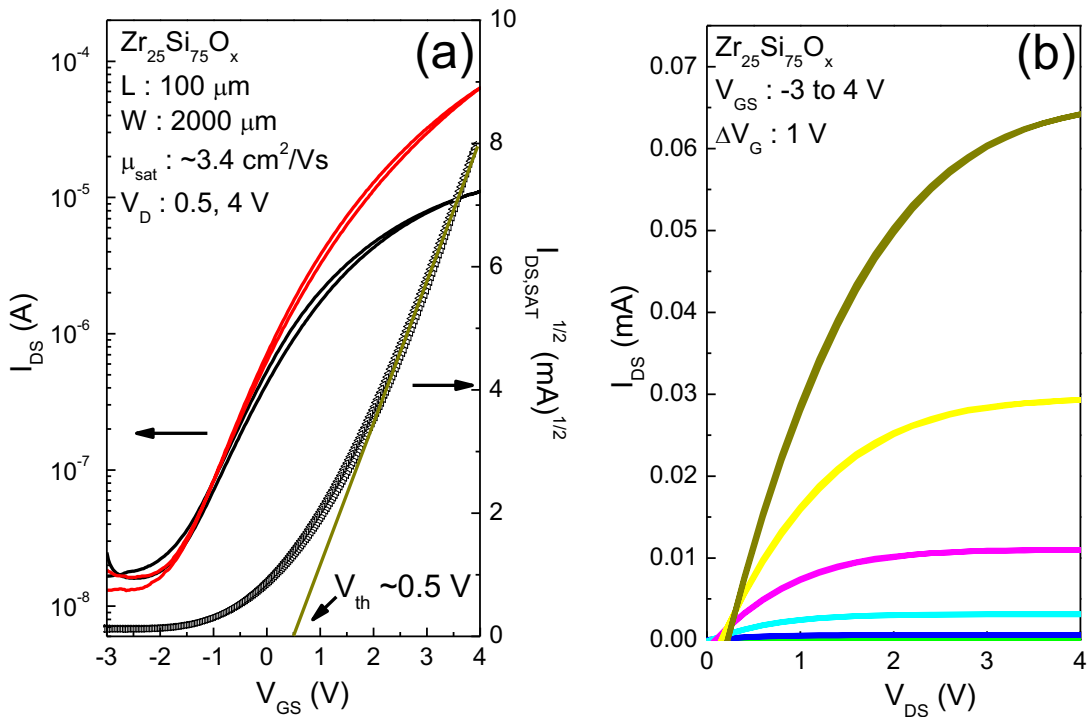 (a)
Zr25Si75Ox
L : 100 μm
W : 2000 μm
μsat : ~3.4 cm²/Vs
VD : 0.5, 4 V
10⁻⁴
10⁻⁵
10⁻⁶
10⁻⁷
10⁻⁸
IDS (A)
10
8
6
4
2
0
IDS,SAT^1/2 (mA)^1/2
Vth ~0.5 V
-3 -2 -1 0 1 2 3 4
VGS (V)
(b)
Zr25Si75Ox
VGS : -3 to 4 V
ΔVG : 1 V
0.07
0.06
0.05
0.04
0.03
0.02
0.01
0.00
IDS (mA)
0 1 2 3 4
VDS (V)